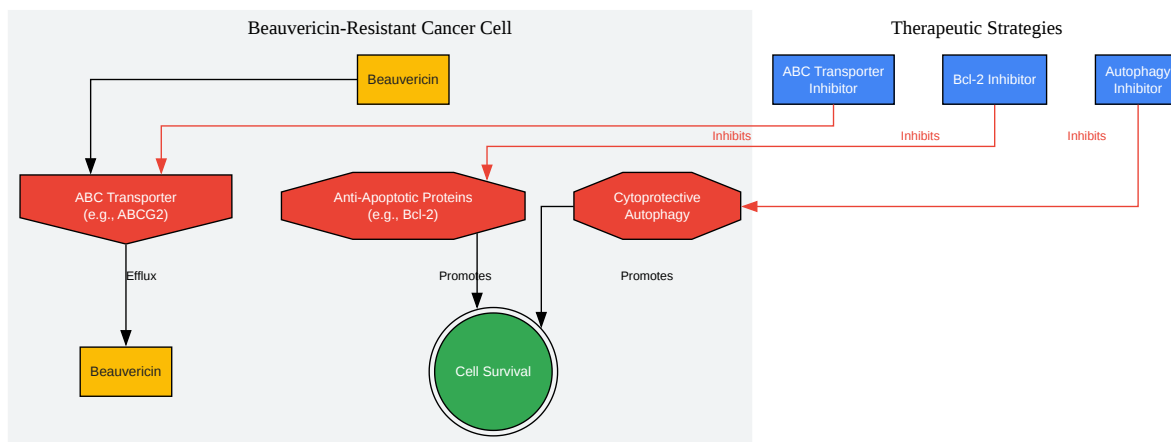 Beauvericin-Resistant Cancer Cell
Therapeutic Strategies
Beauvericin
ABC Transporter
Inhibitor
Bcl-2 Inhibitor
Autophagy
Inhibitor
Inhibits
Inhibits
Inhibits
ABC Transporter
(e.g., ABCG2)
Anti-Apoptotic Proteins
(e.g., Bcl-2)
Cytoprotective
Autophagy
Efflux
Promotes
Promotes
Beauvericin
Cell Survival